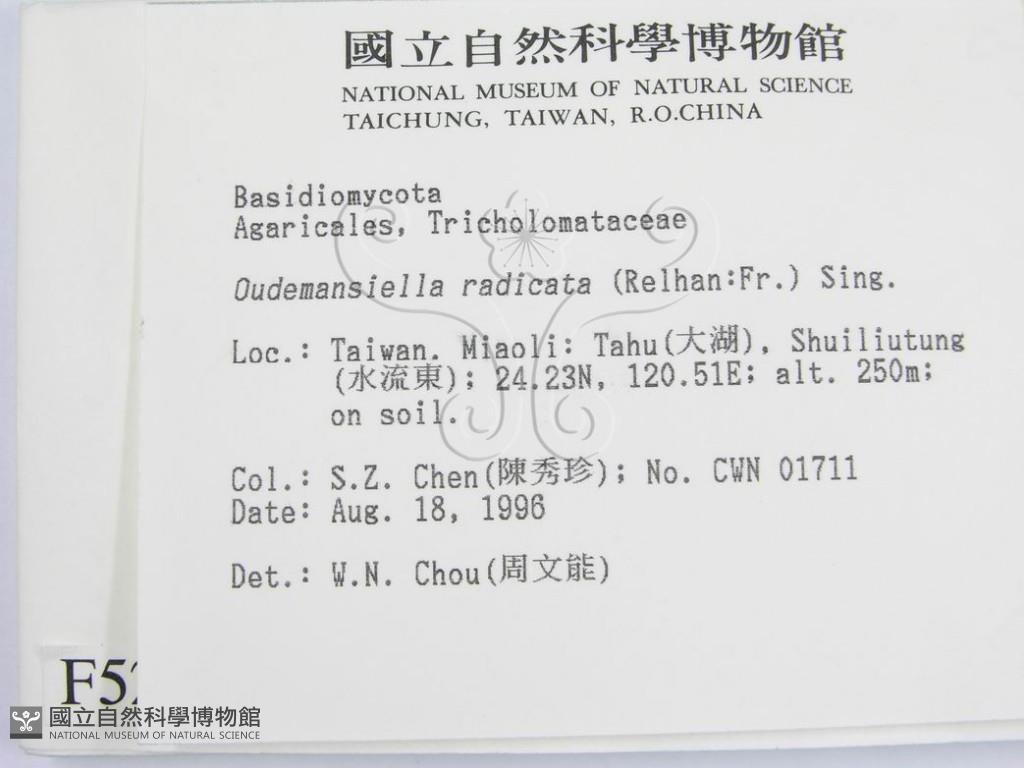 國立自然科學博物館
NATIONAL MUSEUM OF NATURAL SCIENCE
TAICHUNG, TAIWAN, R.O.CHINA
Basidiomycota
Agaricales, Tricholomataceae
Oudemansiella radicata (Relhan:Fr.) Sing.
Loc.: Taiwan. Miaoli: Tahu(大湖), Shuiliutung
(水流東); 24.23N, 120.51E; alt. 250m;
on soil.
Col.: S.Z. Chen(陳秀珍); No. CWN 01711
Date: Aug. 18, 1996
Det.: W.N. Chou(周文能)
國立自然科學博物館
NATIONAL MUSEUM OF NATURAL SCIENCE